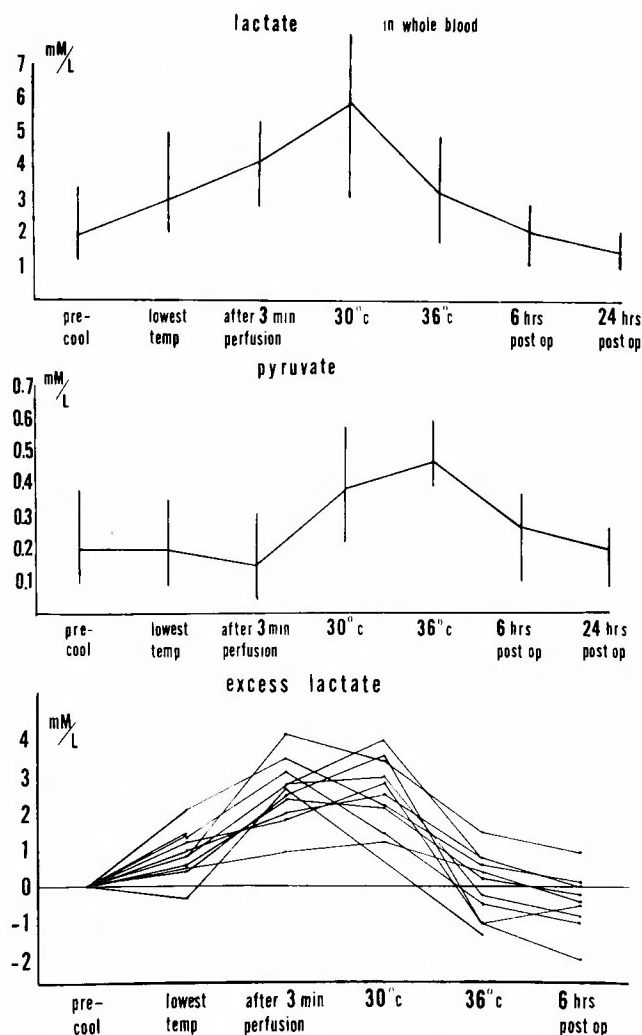 lactate in whole blood
mM/L
7
6
5
4
3
2
1
pre-cool lowest temp after 3 min perfusion 30°c 36°c 6 hrs post op 24 hrs post op
pyruvate
mM/L
0.7
0.6
0.5
0.4
0.3
0.2
0.1
pre-cool lowest temp after 3 min perfusion 30°c 36°c 6 hrs post op 24 hrs post op
excess lactate
mM/L
4
3
2
1
0
-1
-2
pre-cool lowest temp after 3 min perfusion 30°c 36°c 6 hrs post op